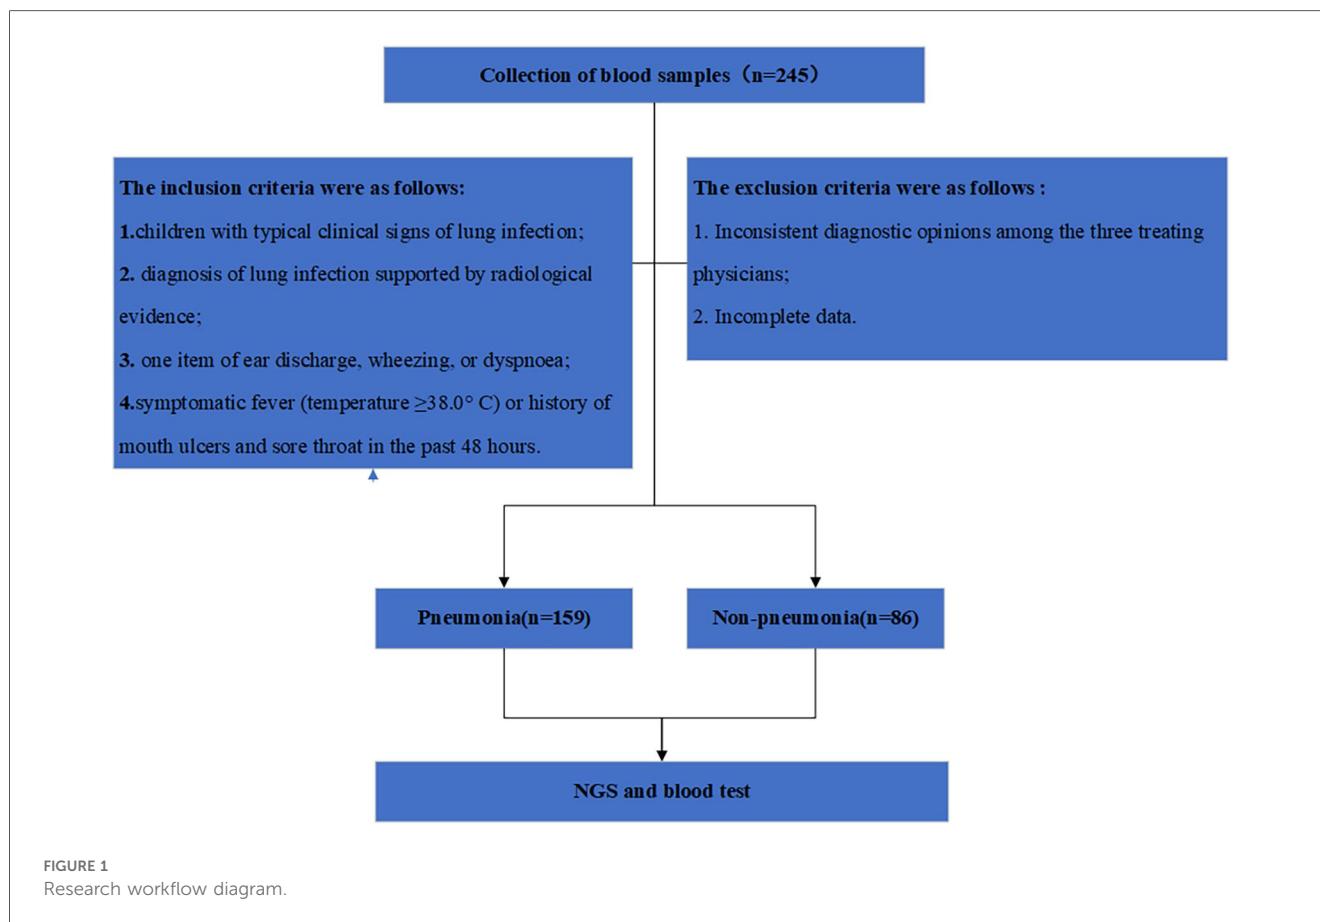 Collection of blood samples（n=245）
The inclusion criteria were as follows:
1.children with typical clinical signs of lung infection;
2. diagnosis of lung infection supported by radiological
evidence;
3. one item of ear discharge, wheezing, or dyspnoea;
4.symptomatic fever (temperature ≥38.0° C) or history of
mouth ulcers and sore throat in the past 48 hours.
The exclusion criteria were as follows :
1. Inconsistent diagnostic opinions among the three treating
physicians;
2. Incomplete data.
Pneumonia(n=159)
Non-pneumonia(n=86)
NGS and blood test
FIGURE 1
Research workflow diagram.